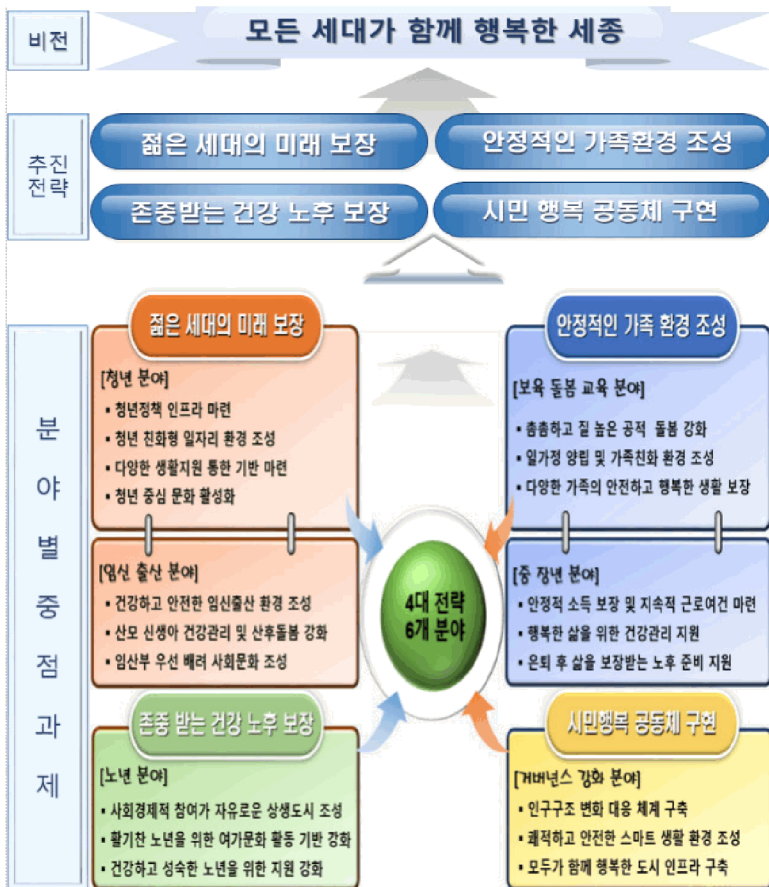 비전
모든 세대가 함께 행복한 세종
추진
전략
젊은 세대의 미래 보장
안정적인 가족환경 조성
존중받는 건강 노후 보장
시민 행복 공동체 구현
분
야
별
중
점
과
제
젊은 세대의 미래 보장
[청년 분야]
• 청년정책 인프라 마련
• 청년 친화형 일자리 환경 조성
• 다양한 생활지원 통한 기반 마련
• 청년 중심 문화 활성화
[임신 출산 분야]
• 건강하고 안전한 임신출산 환경 조성
• 산모 신생아 건강관리 및 산후돌봄 강화
• 임산부 우선 배려 사회문화 조성
안정적인 가족 환경 조성
[보육 돌봄 교육 분야]
• 촘촘하고 질 높은 공적 돌봄 강화
• 일가정 양립 및 가족친화 환경 조성
• 다양한 가족의 안전하고 행복한 생활 보장
[중 장년 분야]
• 안정적 소득 보장 및 지속적 근로여건 마련
• 행복한 삶을 위한 건강관리 지원
• 은퇴 후 삶을 보장받는 노후 준비 지원
4대 전략
6개 분야
존중 받는 건강 노후 보장
[노년 분야]
• 사회경제적 참여가 자유로운 상생도시 조성
• 활기찬 노년을 위한 여가문화 활동 기반 강화
• 건강하고 성숙한 노년을 위한 지원 강화
시민행복 공동체 구현
[거버넌스 강화 분야]
• 인구구조 변화 대응 체계 구축
• 쾌적하고 안전한 스마트 생활 환경 조성
• 모두가 함께 행복한 도시 인프라 구축